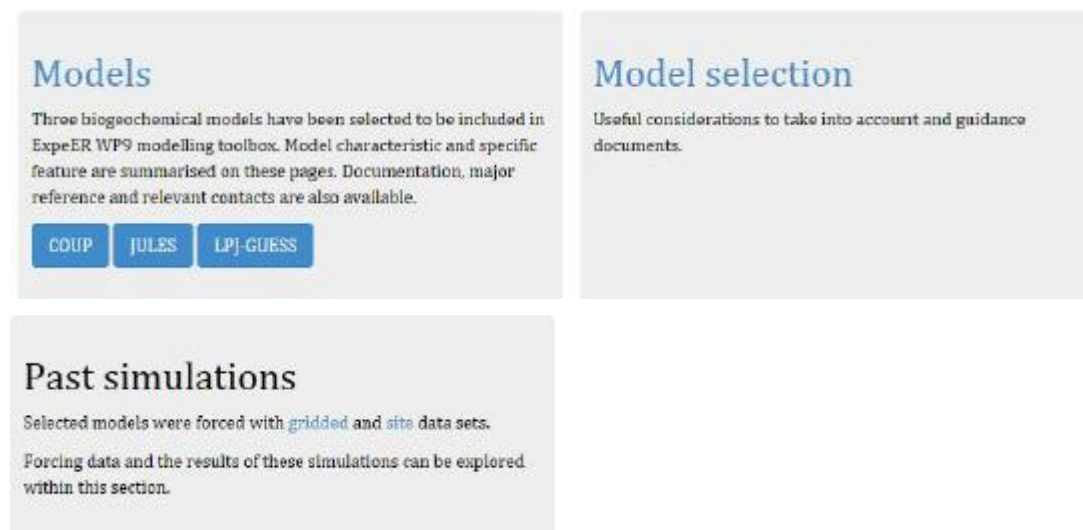 Models
Three biogeochemical models have been selected to be included in
ExpeER WP9 modelling toolbox. Model characteristic and specific
feature are summarised on these pages. Documentation, major
reference and relevant contacts are also available.
COUP JULES LPJ-GUESS
Model selection
Useful considerations to take into account and guidance
documents.
Past simulations
Selected models were forced with gridded and site data sets.
Forcing data and the results of these simulations can be explored
within this section.